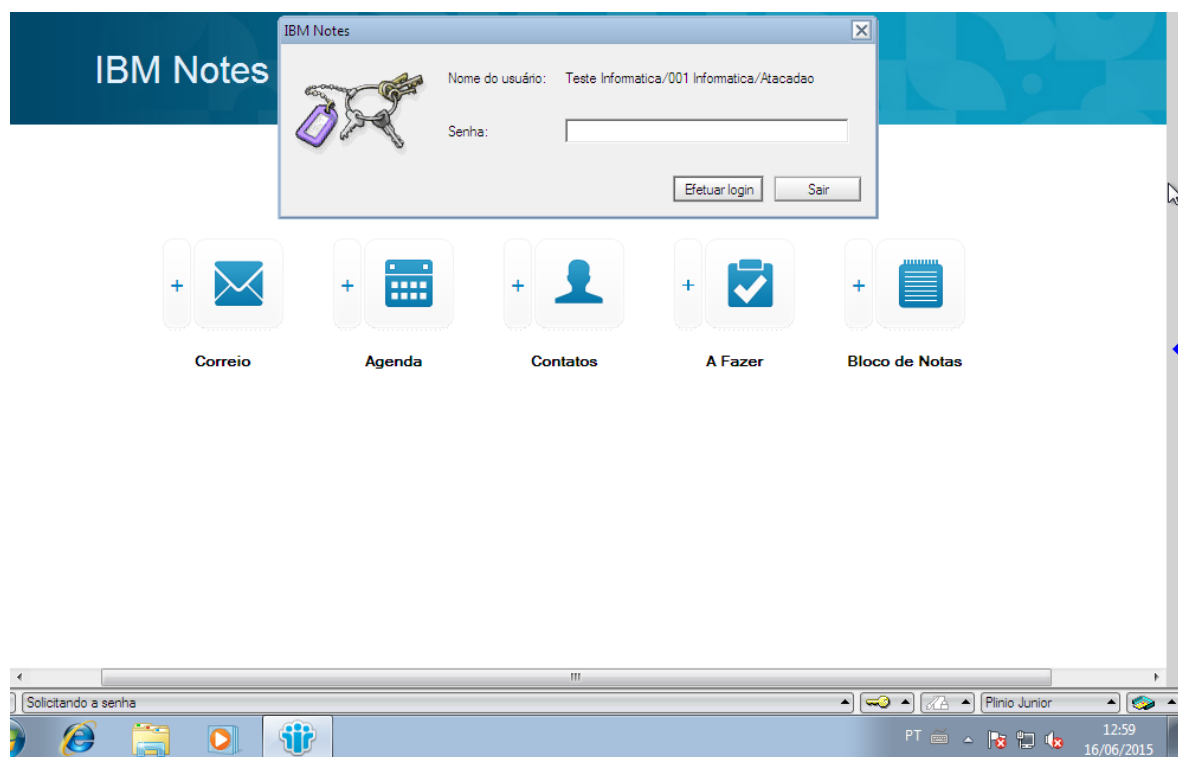 IBM Notes
IBM Notes
Nome do usuário: Teste Informatica/001 Informatica/Atacadao
Senha:
Efetuar login Sair
+ + + + +
Correio Agenda Contatos A Fazer Bloco de Notas
Solicitando a senha Plinio Junior
PT 12:59
16/06/2015